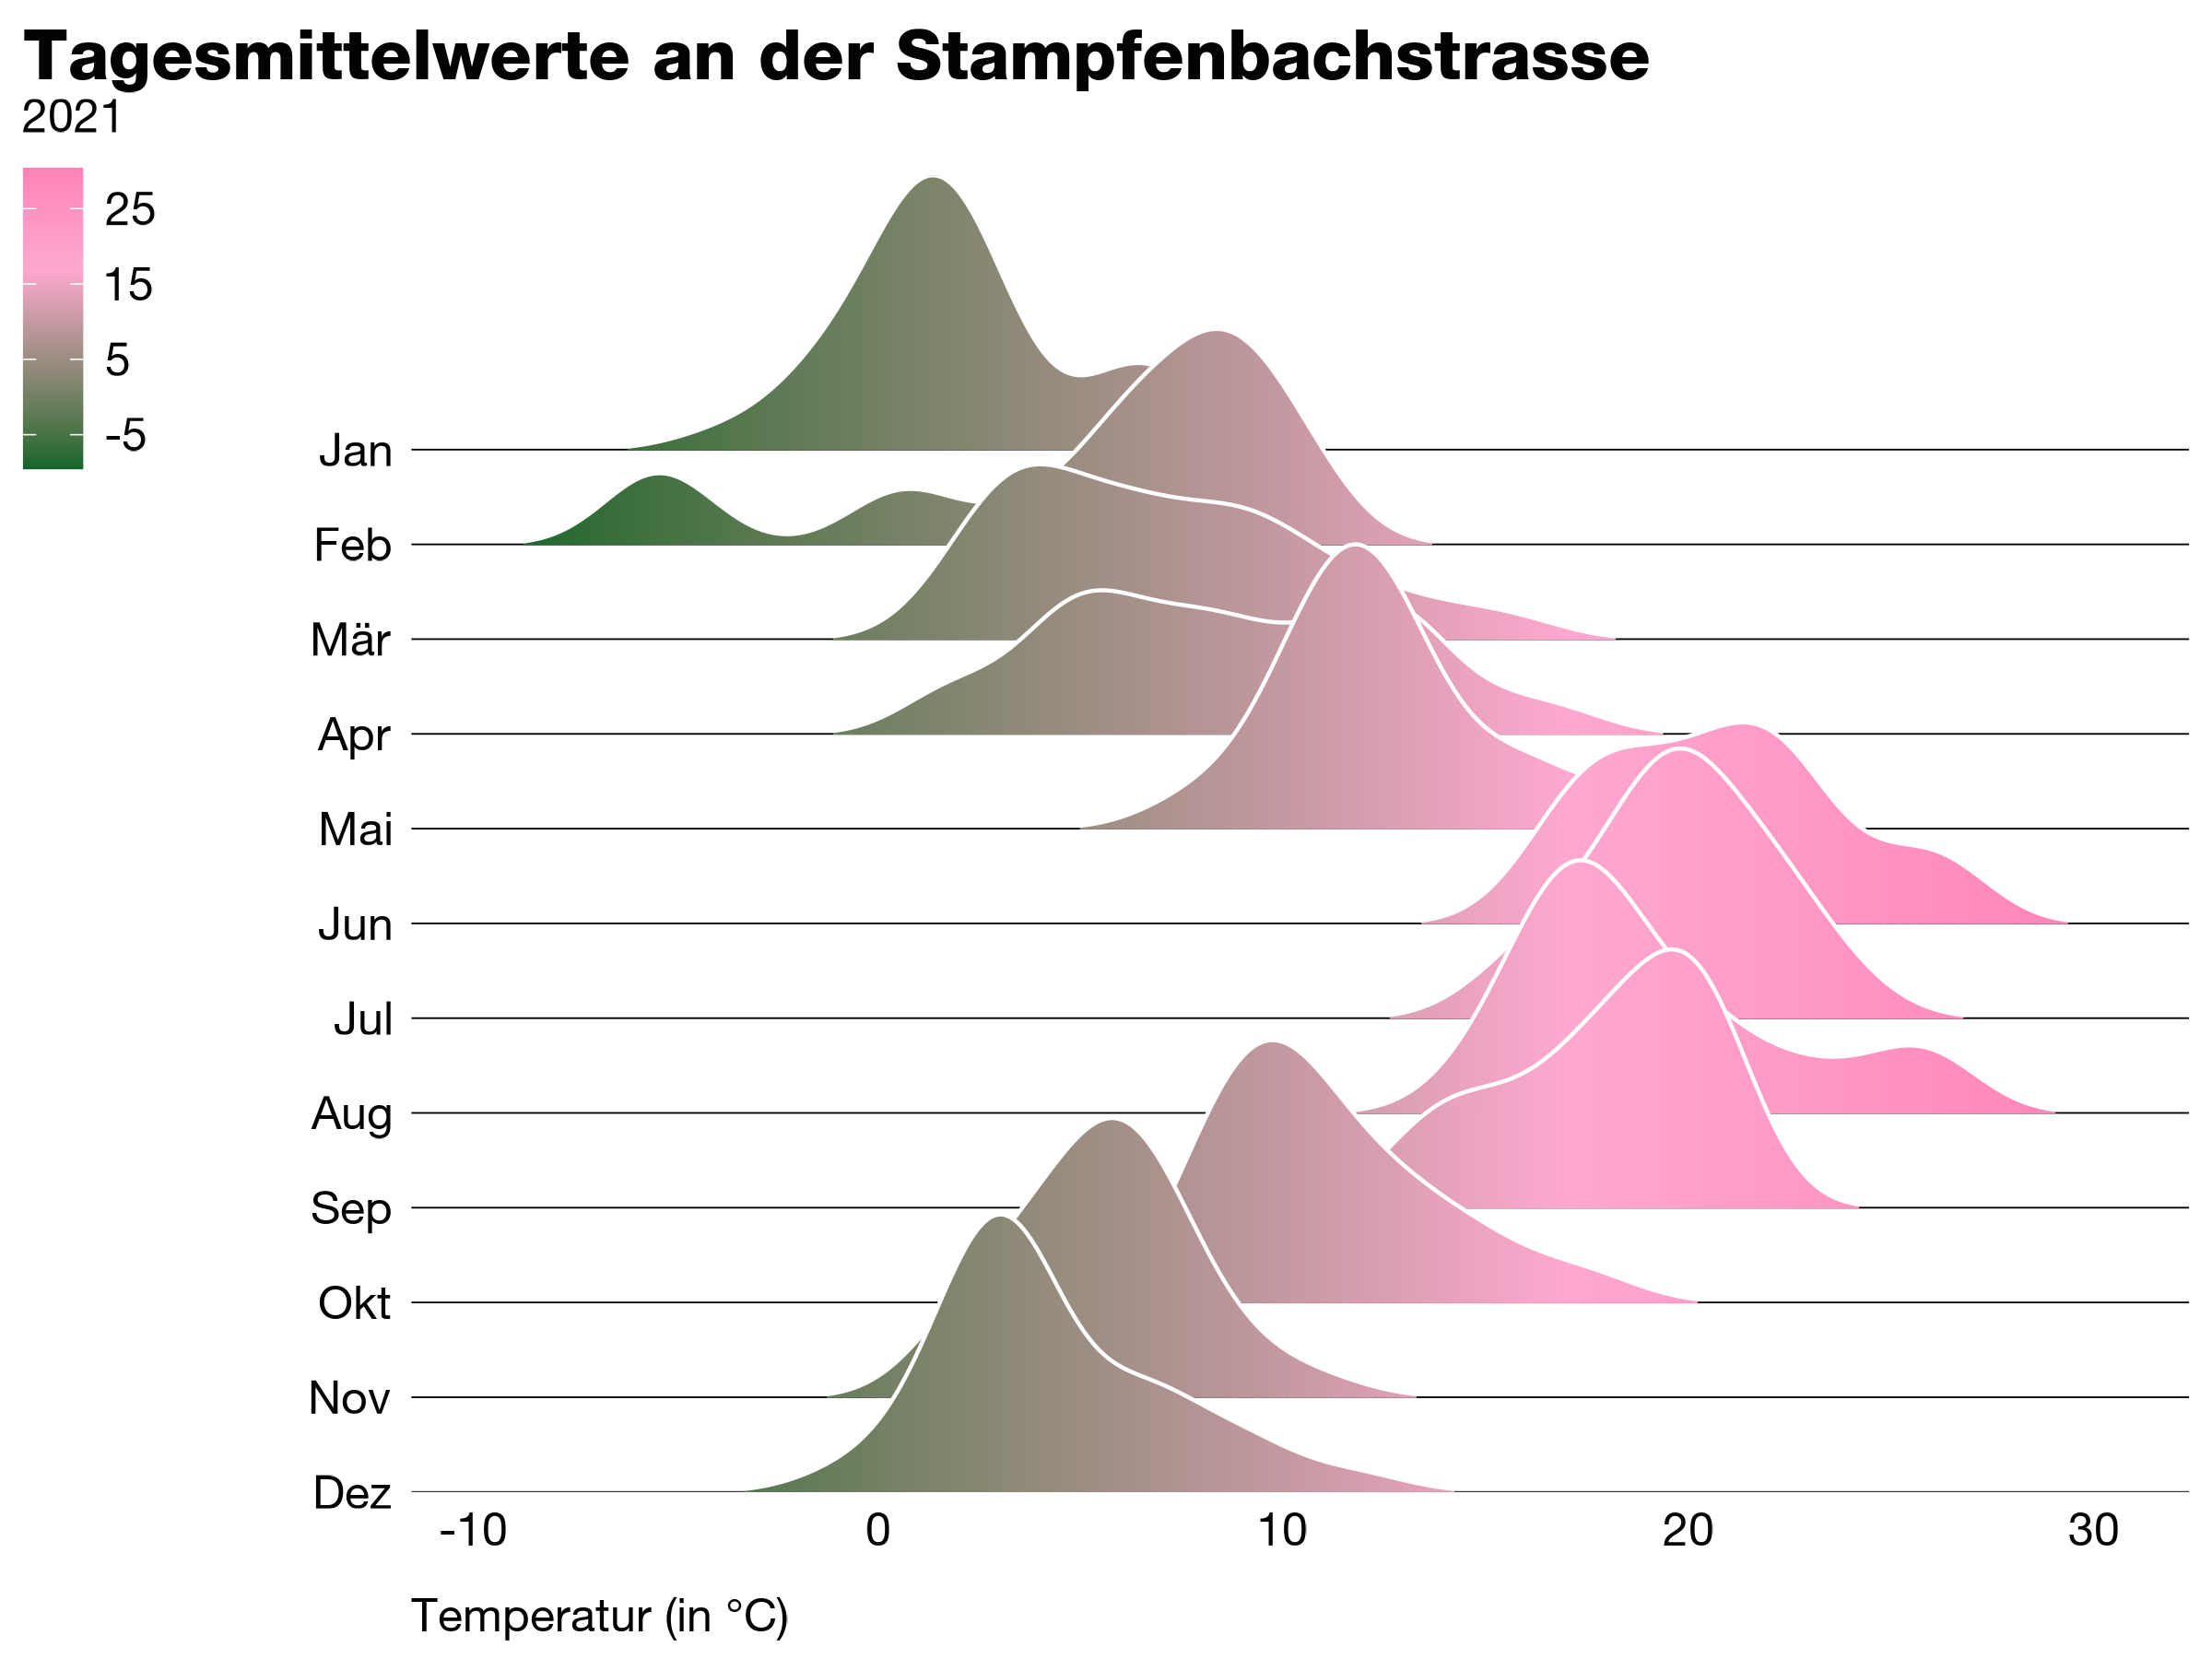 Tagesmittelwerte an der Stampfenbachstrasse
2021
25
15
5
-5
Jan
Feb
Mär
Apr
Mai
Jun
Jul
Aug
Sep
Okt
Nov
Dez
-10 0 10 20 30
Temperatur (in °C)